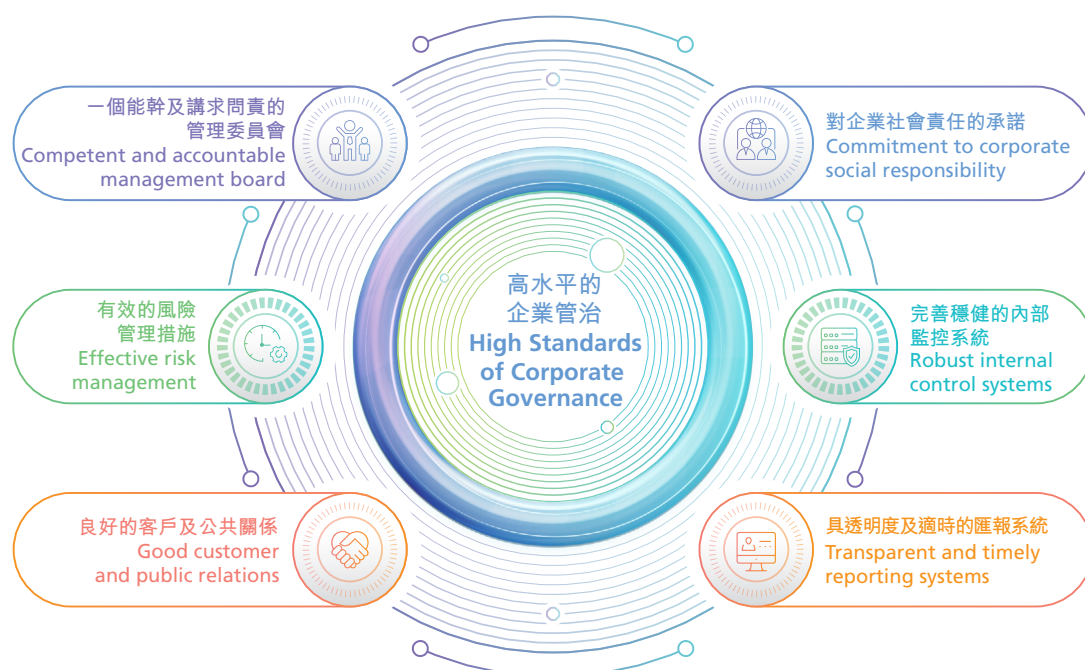 一個能幹及講求問責的
管理委員會
Competent and accountable
management board
對企業社會責任的承諾
Commitment to corporate
social responsibility
有效的風險
管理措施
Effective risk
management
高水平的
企業管治
High Standards
of Corporate
Governance
完善穩健的內部
監控系統
Robust internal
control systems
良好的客戶及公共關係
Good customer
and public relations
具透明度及適時的匯報系統
Transparent and timely
reporting systems